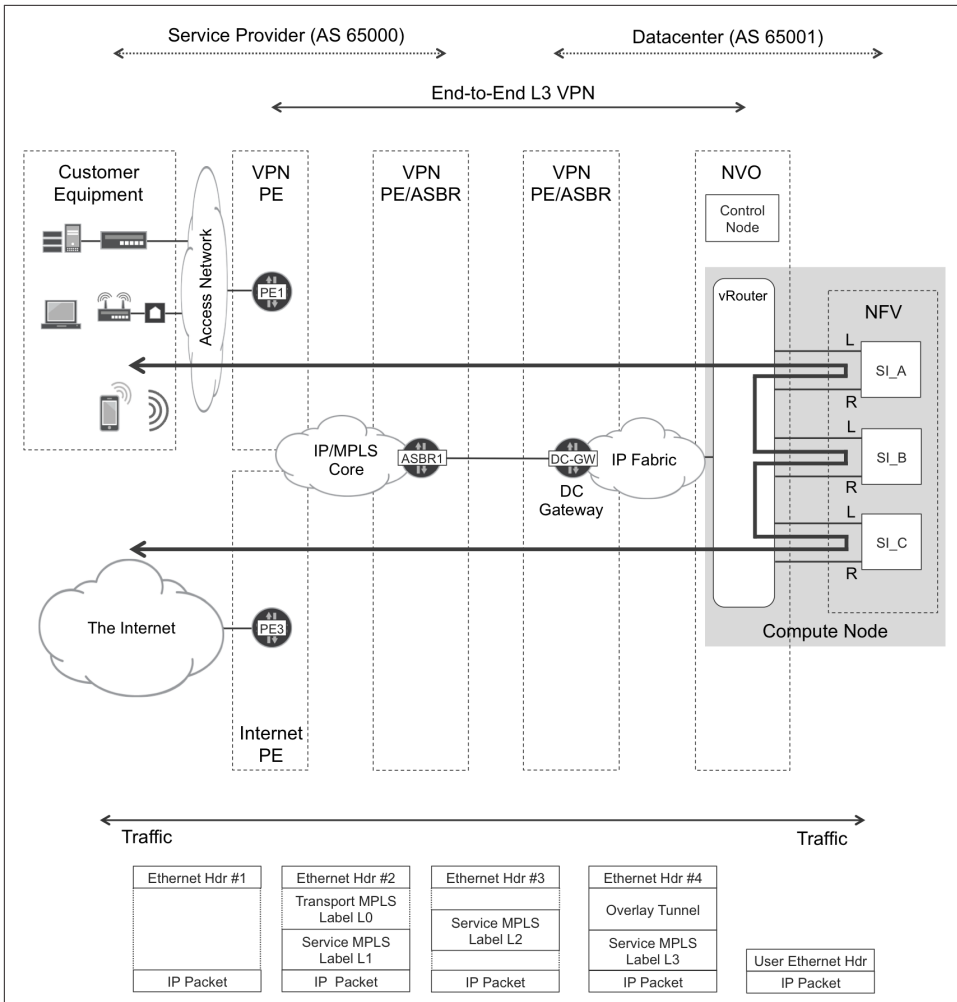 Service Provider (AS 65000)
Datacenter (AS 65001)
End-to-End L3 VPN
Customer
Equipment
VPN
PE
VPN
PE/ASBR
VPN
PE/ASBR
NVO
Control
Node
Access Network
PE1
vRouter
NFV
L
SI_A
R
L
SI_B
R
L
SI_C
R
IP/MPLS
Core
ASBR1
DC-GW
IP Fabric
DC
Gateway
The Internet
PE3
Compute Node
Internet
PE
Traffic
Traffic
Ethernet Hdr #1
IP Packet
Ethernet Hdr #2
Transport MPLS
Label L0
Service MPLS
Label L1
IP Packet
Ethernet Hdr #3
Service MPLS
Label L2
IP Packet
Ethernet Hdr #4
Overlay Tunnel
Service MPLS
Label L3
IP Packet
User Ethernet Hdr
IP Packet